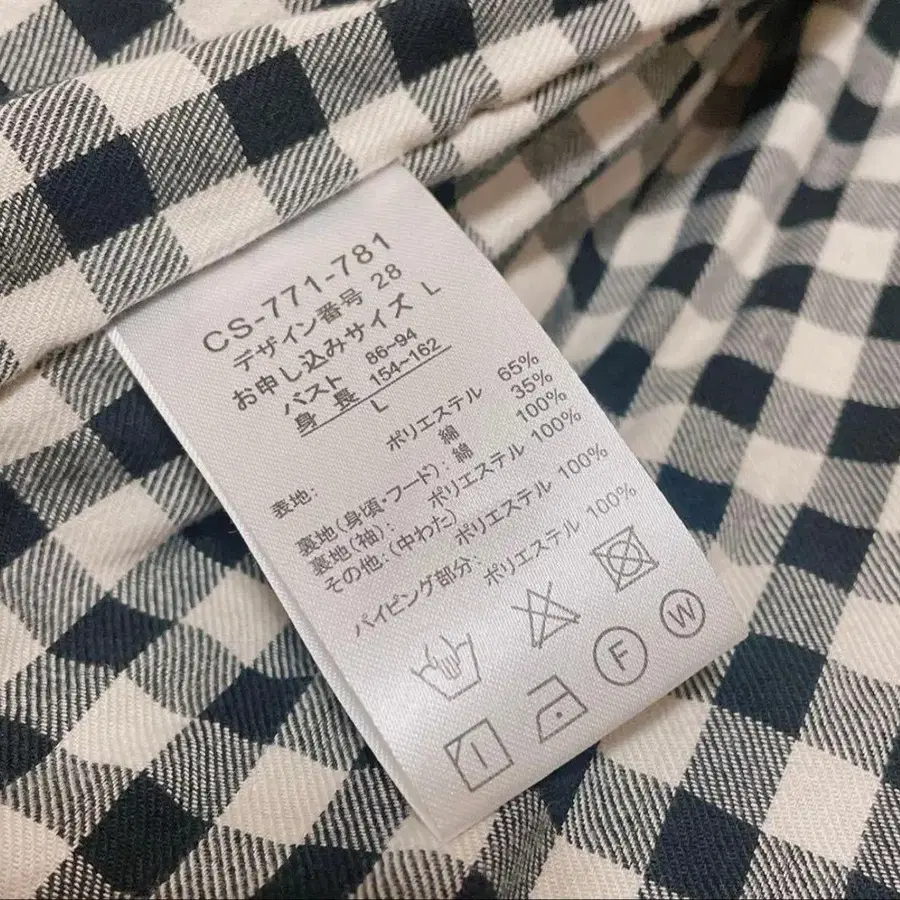 CS-771-781
デザイン番号 28
お申し込みサイズ L
バスト 86~94
身長 154~162
L
表地: ポリエステル 65%
綿 35%
裏地(身頃・フード): 綿 100%
裏地(袖): ポリエステル 100%
その他:(中わた) ポリエステル 100%
パイピング部分: ポリエステル 100%
F W